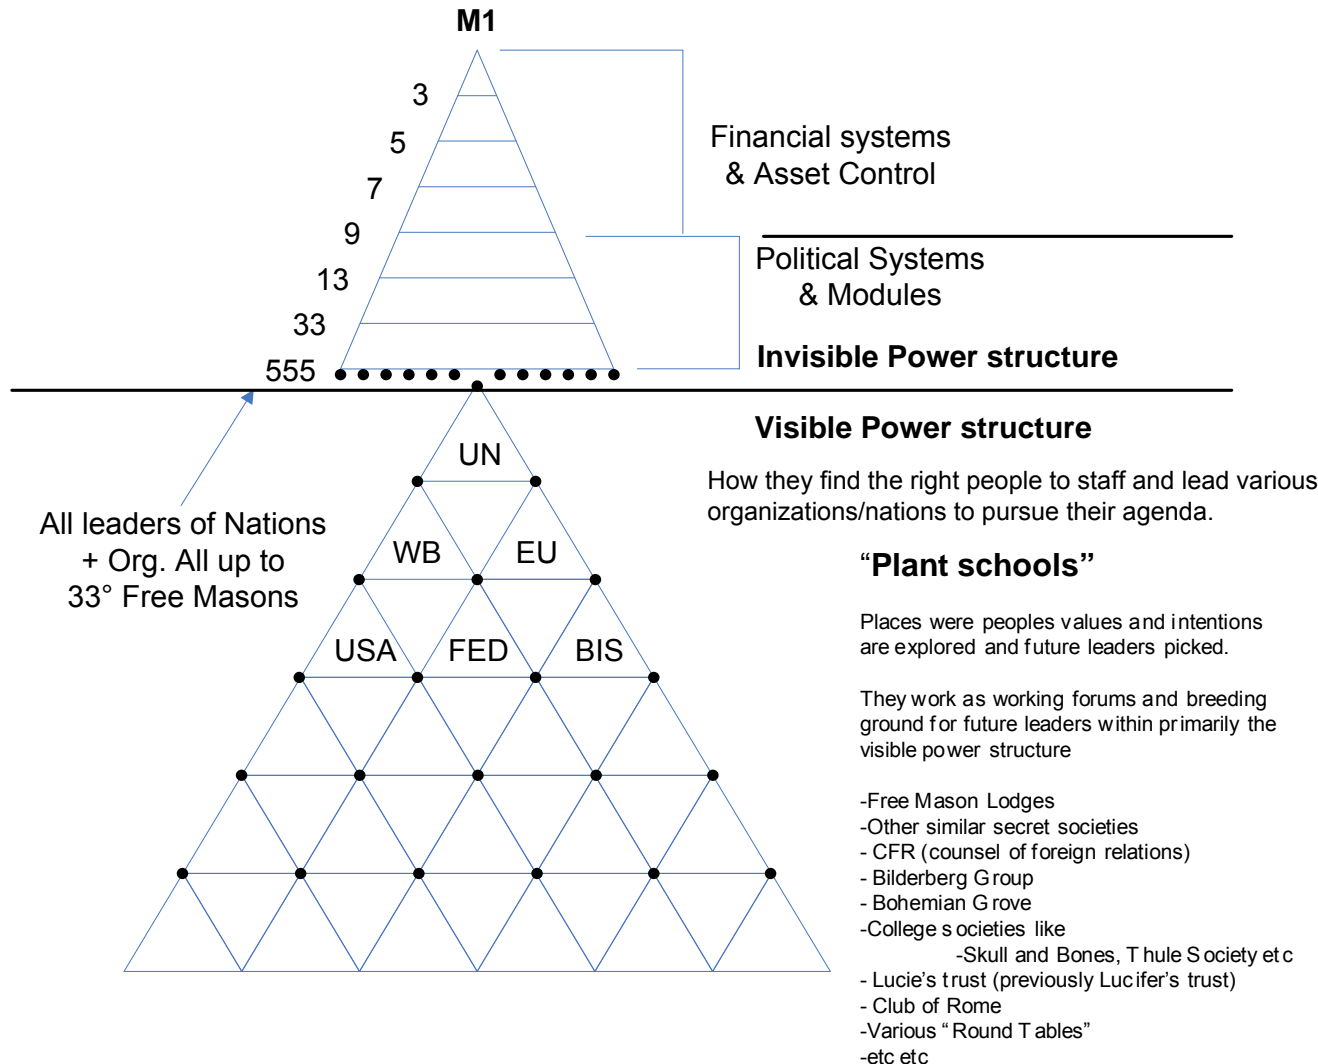 M1
3
5
7
9
13
33
555
Financial systems
& Asset Control
Political Systems
& Modules
Invisible Power structure
Visible Power structure
All leaders of Nations
+ Org. All up to
33° Free Masons
UN
WB EU
USA FED BIS
How they find the right people to staff and lead various
organizations/nations to pursue their agenda.
“Plant schools”
Places were peoples values and intentions
are explored and future leaders picked.
They work as working forums and breeding
ground for future leaders within primarily the
visible power structure
-Free Mason Lodges
-Other similar secret societies
- CFR (counsel of foreign relations)
- Bilderberg Group
- Bohemian Grove
-College societies like
-Skull and Bones, Thule Society etc
- Lucie’s trust (previously Lucifer’s trust)
- Club of Rome
-Various “Round Tables”
-etc etc